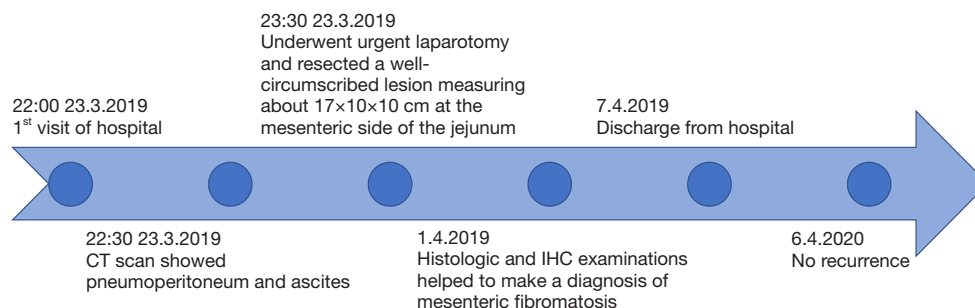 22:00 23.3.2019
1st visit of hospital
22:30 23.3.2019
CT scan showed
pneumoperitoneum and ascites
23:30 23.3.2019
Underwent urgent laparotomy
and resected a well-
circumscribed lesion measuring
about 17×10×10 cm at the
mesenteric side of the jejunum
1.4.2019
Histologic and IHC examinations
helped to make a diagnosis of
mesenteric fibromatosis
7.4.2019
Discharge from hospital
6.4.2020
No recurrence